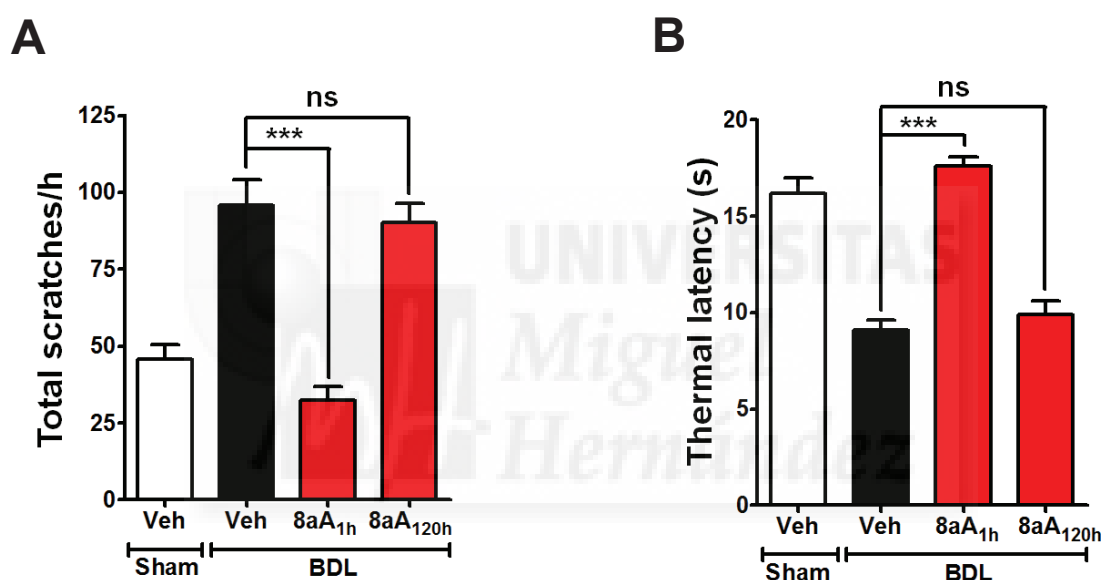 A
B
Total scratches/h
125
100
75
50
25
0
ns
***
Veh Veh 8aA1h 8aA120h
Sham BDL
Thermal latency (s)
20
15
10
5
0
ns
***
Veh Veh 8aA1h 8aA120h
Sham BDL
UNIVERSITAS
Miguel
Hernández